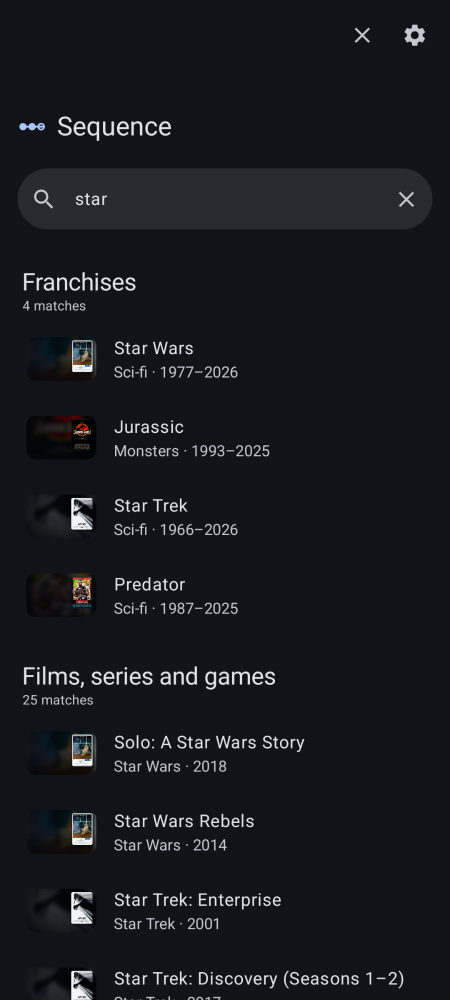 Sequence
star
Franchises
4 matches
Star Wars
Sci-fi · 1977–2026
Jurassic
Monsters · 1993–2025
Star Trek
Sci-fi · 1966–2026
Predator
Sci-fi · 1987–2025
Films, series and games
25 matches
Solo: A Star Wars Story
Star Wars · 2018
Star Wars Rebels
Star Wars · 2014
Star Trek: Enterprise
Star Trek · 2001
Star Trek: Discovery (Seasons 1–2)
Star Trek · 2017